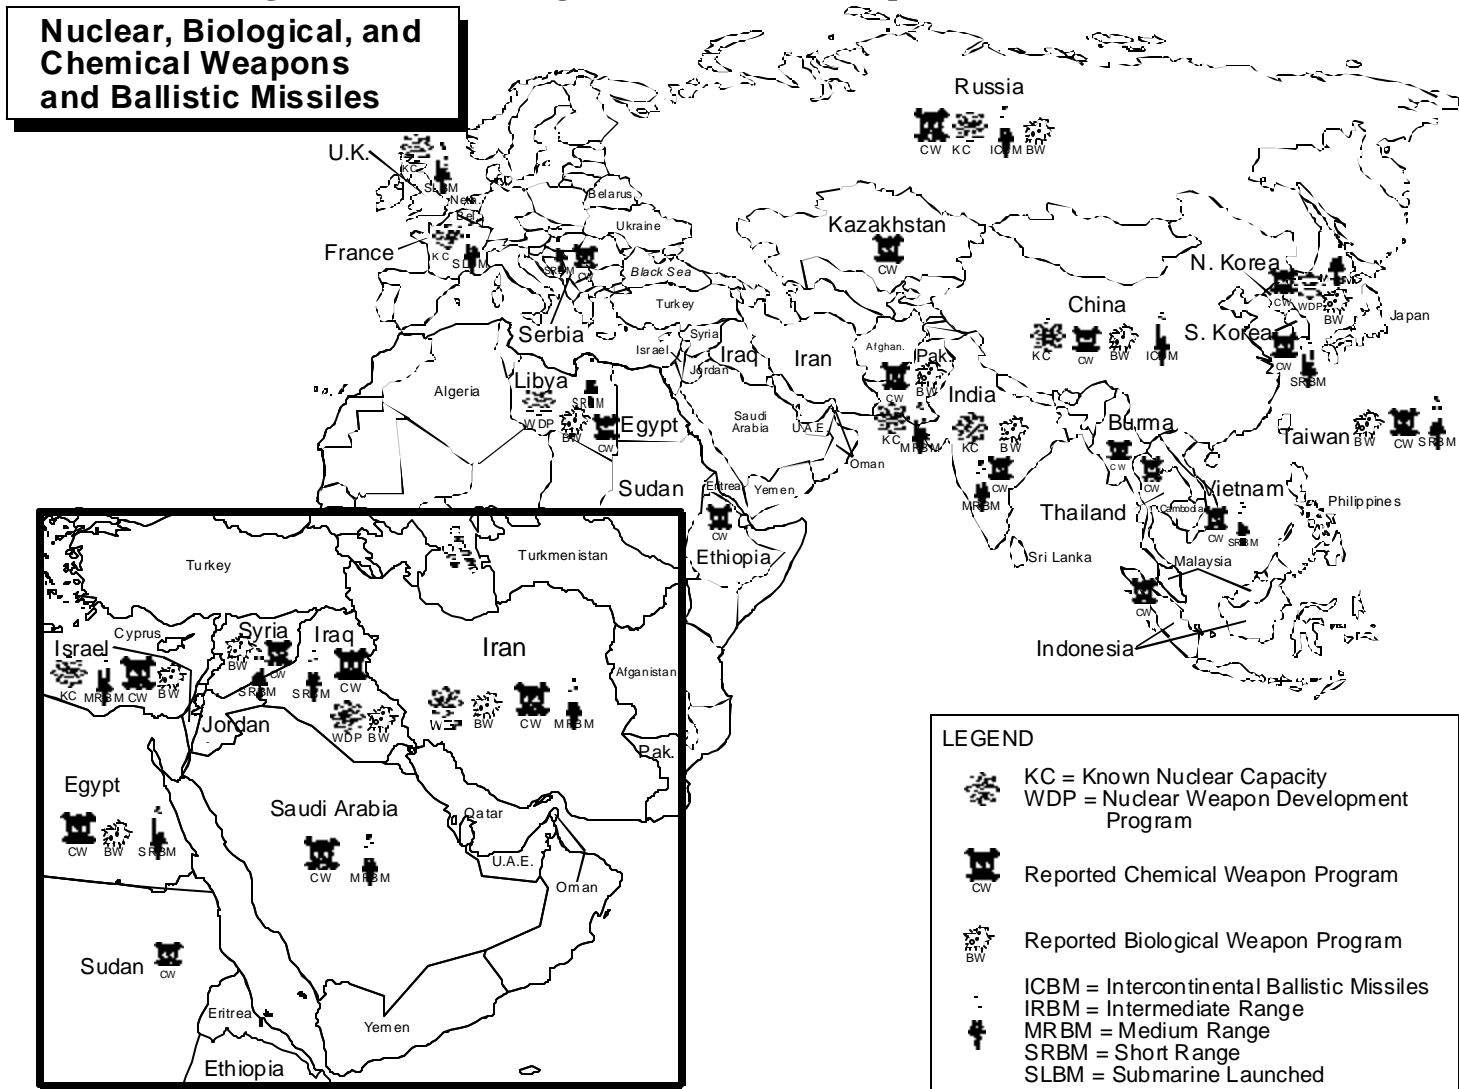 Nuclear, Biological, and
Chemical Weapons
and Ballistic Missiles
Russia
CW KC BW
U.K.
KC
Belarus
Ukraine
France
KC
CW
Black Sea
Serbia
Turkey
Kazakhstan
CW
N. Korea
CW WDP BW
China
KC CW BW
S. Korea
CW
SRBM
Japan
Syria
Israel
Iraq
Jordan
Iran
Afghan.
Pak.
CW BW
KC MRBM
India
KC BW
CW
MRBM
Algeria
Libya
SRBM
WDP BW CW
Egypt
Saudi
Arabia
U.A.E.
Oman
Burma
CW
CW
Taiwan
BW CW SRBM
Sudan
Eritrea
Yemen
CW
Ethiopia
Thailand
Cambodia
Vietnam
CW SRBM
Philippines
Sri Lanka
Malaysia
CW
Indonesia
Turkey
Turkmenistan
Cyprus
Israel
KC MRBM CW BW
Syria
BW CW
SRBM
Iraq
SRBM CW
WDP BW
Iran
BW CW MRBM
Afganistan
Jordan
Pak.
Egypt
CW BW SRBM
Saudi Arabia
CW MRBM
Qatar
U.A.E.
Oman
Sudan
CW
Eritrea
Yemen
Ethiopia
LEGEND
KC = Known Nuclear Capacity
WDP = Nuclear Weapon Development
Program
CW
Reported Chemical Weapon Program
BW
Reported Biological Weapon Program
ICBM = Intercontinental Ballistic Missiles
IRBM = Intermediate Range
MRBM = Medium Range
SRBM = Short Range
SLBM = Submarine Launched